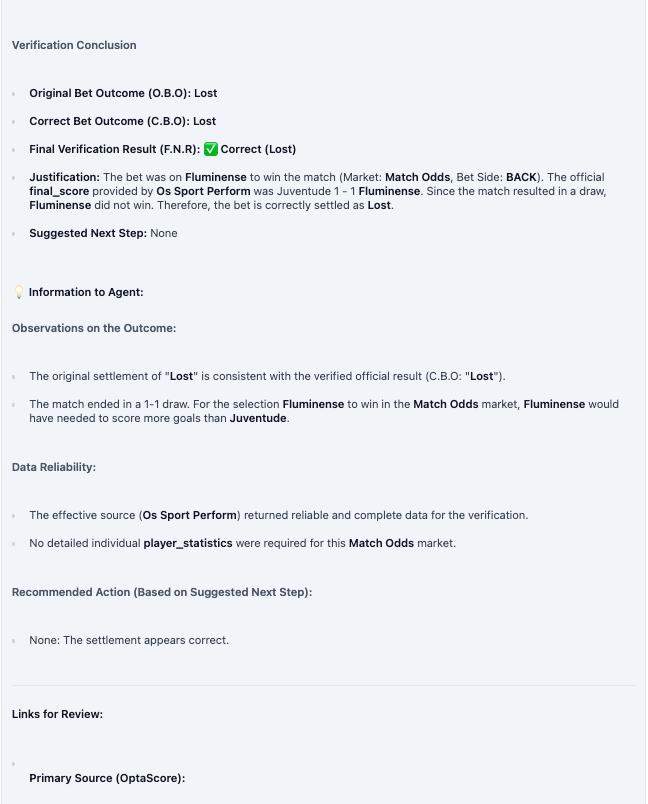 Verification Conclusion
Original Bet Outcome (O.B.O): Lost
Correct Bet Outcome (C.B.O): Lost
Final Verification Result (F.N.R): ✅ Correct (Lost)
Justification: The bet was on Fluminense to win the match (Market: Match Odds, Bet Side: BACK). The official
final_score provided by Os Sport Perform was Juventude 1 - 1 Fluminense. Since the match resulted in a draw,
Fluminense did not win. Therefore, the bet is correctly settled as Lost.
Suggested Next Step: None
💡 Information to Agent:
Observations on the Outcome:
The original settlement of "Lost" is consistent with the verified official result (C.B.O: "Lost").
The match ended in a 1-1 draw. For the selection Fluminense to win in the Match Odds market, Fluminense would
have needed to score more goals than Juventude.
Data Reliability:
The effective source (Os Sport Perform) returned reliable and complete data for the verification.
No detailed individual player_statistics were required for this Match Odds market.
Recommended Action (Based on Suggested Next Step):
None: The settlement appears correct.
Links for Review:
Primary Source (OptaScore):